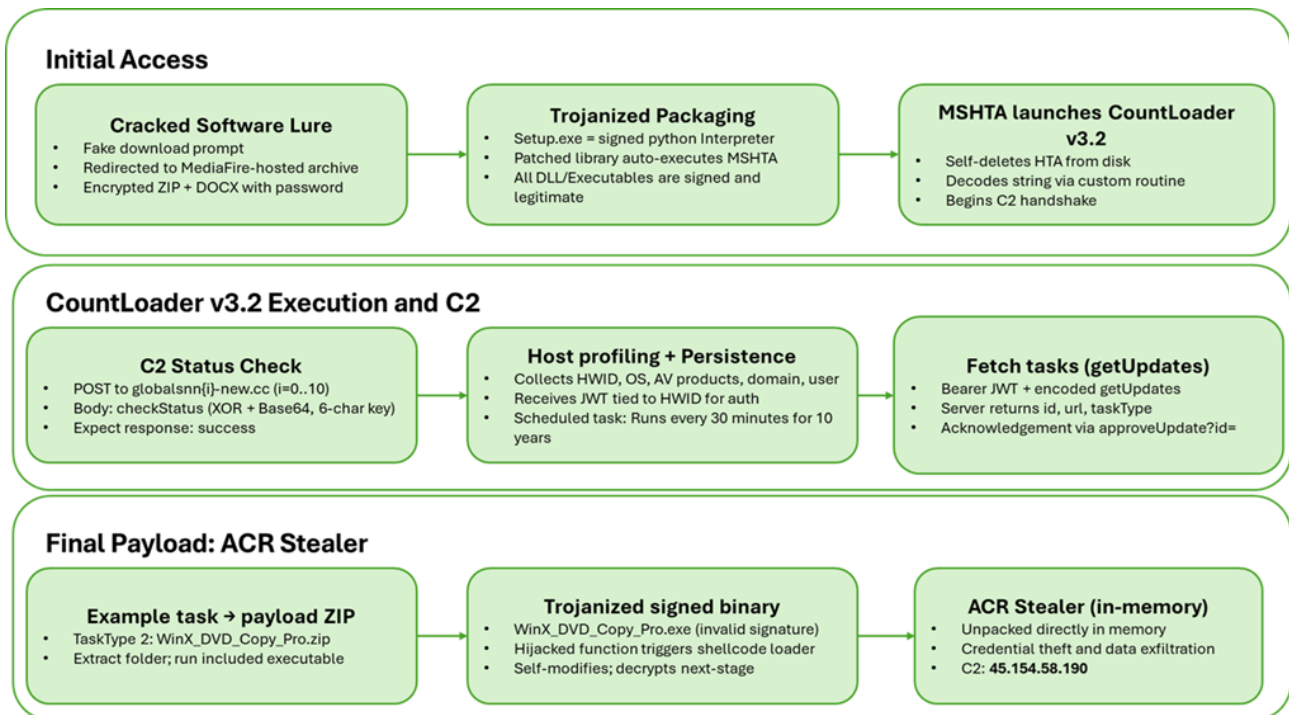 Initial Access
Cracked Software Lure
• Fake download prompt
• Redirected to MediaFire-hosted archive
• Encrypted ZIP + DOCX with password
Trojanized Packaging
• Setup.exe = signed python Interpreter
• Patched library auto-executes MSHTA
• All DLL/Executables are signed and
legitimate
MSHTA launches CountLoader
v3.2
• Self-deletes HTA from disk
• Decodes string via custom routine
• Begins C2 handshake
CountLoader v3.2 Execution and C2
C2 Status Check
• POST to globalsnn{i}-new.cc (i=0..10)
• Body: checkStatus (XOR + Base64, 6-char key)
• Expect response: success
Host profiling + Persistence
• Collects HWID, OS, AV products, domain, user
• Receives JWT tied to HWID for auth
• Scheduled task: Runs every 30 minutes for 10
years
Fetch tasks (getUpdates)
• Bearer JWT + encoded getUpdates
• Server returns id, url, taskType
• Acknowledgement via approveUpdate?id=
Final Payload: ACR Stealer
Example task → payload ZIP
• TaskType 2: WinX_DVD_Copy_Pro.zip
• Extract folder; run included executable
Trojanized signed binary
• WinX_DVD_Copy_Pro.exe (invalid signature)
• Hijacked function triggers shellcode loader
• Self-modifies; decrypts next-stage
ACR Stealer (in-memory)
• Unpacked directly in memory
• Credential theft and data exfiltration
• C2: 45.154.58.190